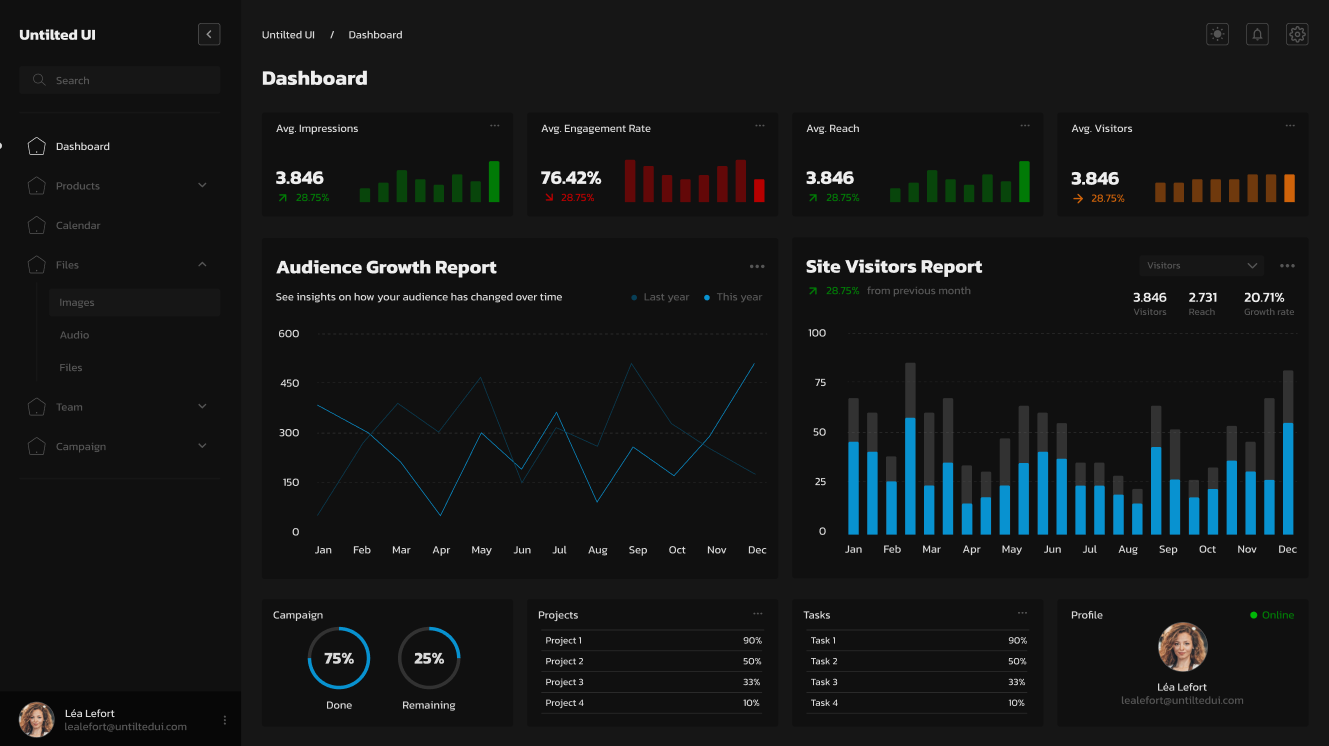 Untilted UI
Search
Dashboard
Products
Calendar
Files
Images
Audio
Files
Team
Campaign
Léa Lefort
lealefort@untiltedui.com
Untilted UI / Dashboard
Dashboard
Avg. Impressions
3.846
28.75%
Avg. Engagement Rate
76.42%
28.75%
Avg. Reach
3.846
28.75%
Avg. Visitors
3.846
28.75%
Audience Growth Report
See insights on how your audience has changed over time
Last year This year
600
450
300
150
0
Jan Feb Mar Apr May Jun Jul Aug Sep Oct Nov Dec
Site Visitors Report
Visitors
28.75% from previous month
3.846 2.731 20.71%
Visitors Reach Growth rate
100
75
50
25
0
Jan Feb Mar Apr May Jun Jul Aug Sep Oct Nov Dec
Campaign
75% 25%
Done Remaining
Projects
Project 1 90%
Project 2 50%
Project 3 33%
Project 4 10%
Tasks
Task 1 90%
Task 2 50%
Task 3 33%
Task 4 10%
Profile
Online
Léa Lefort
lealefort@untiltedui.com